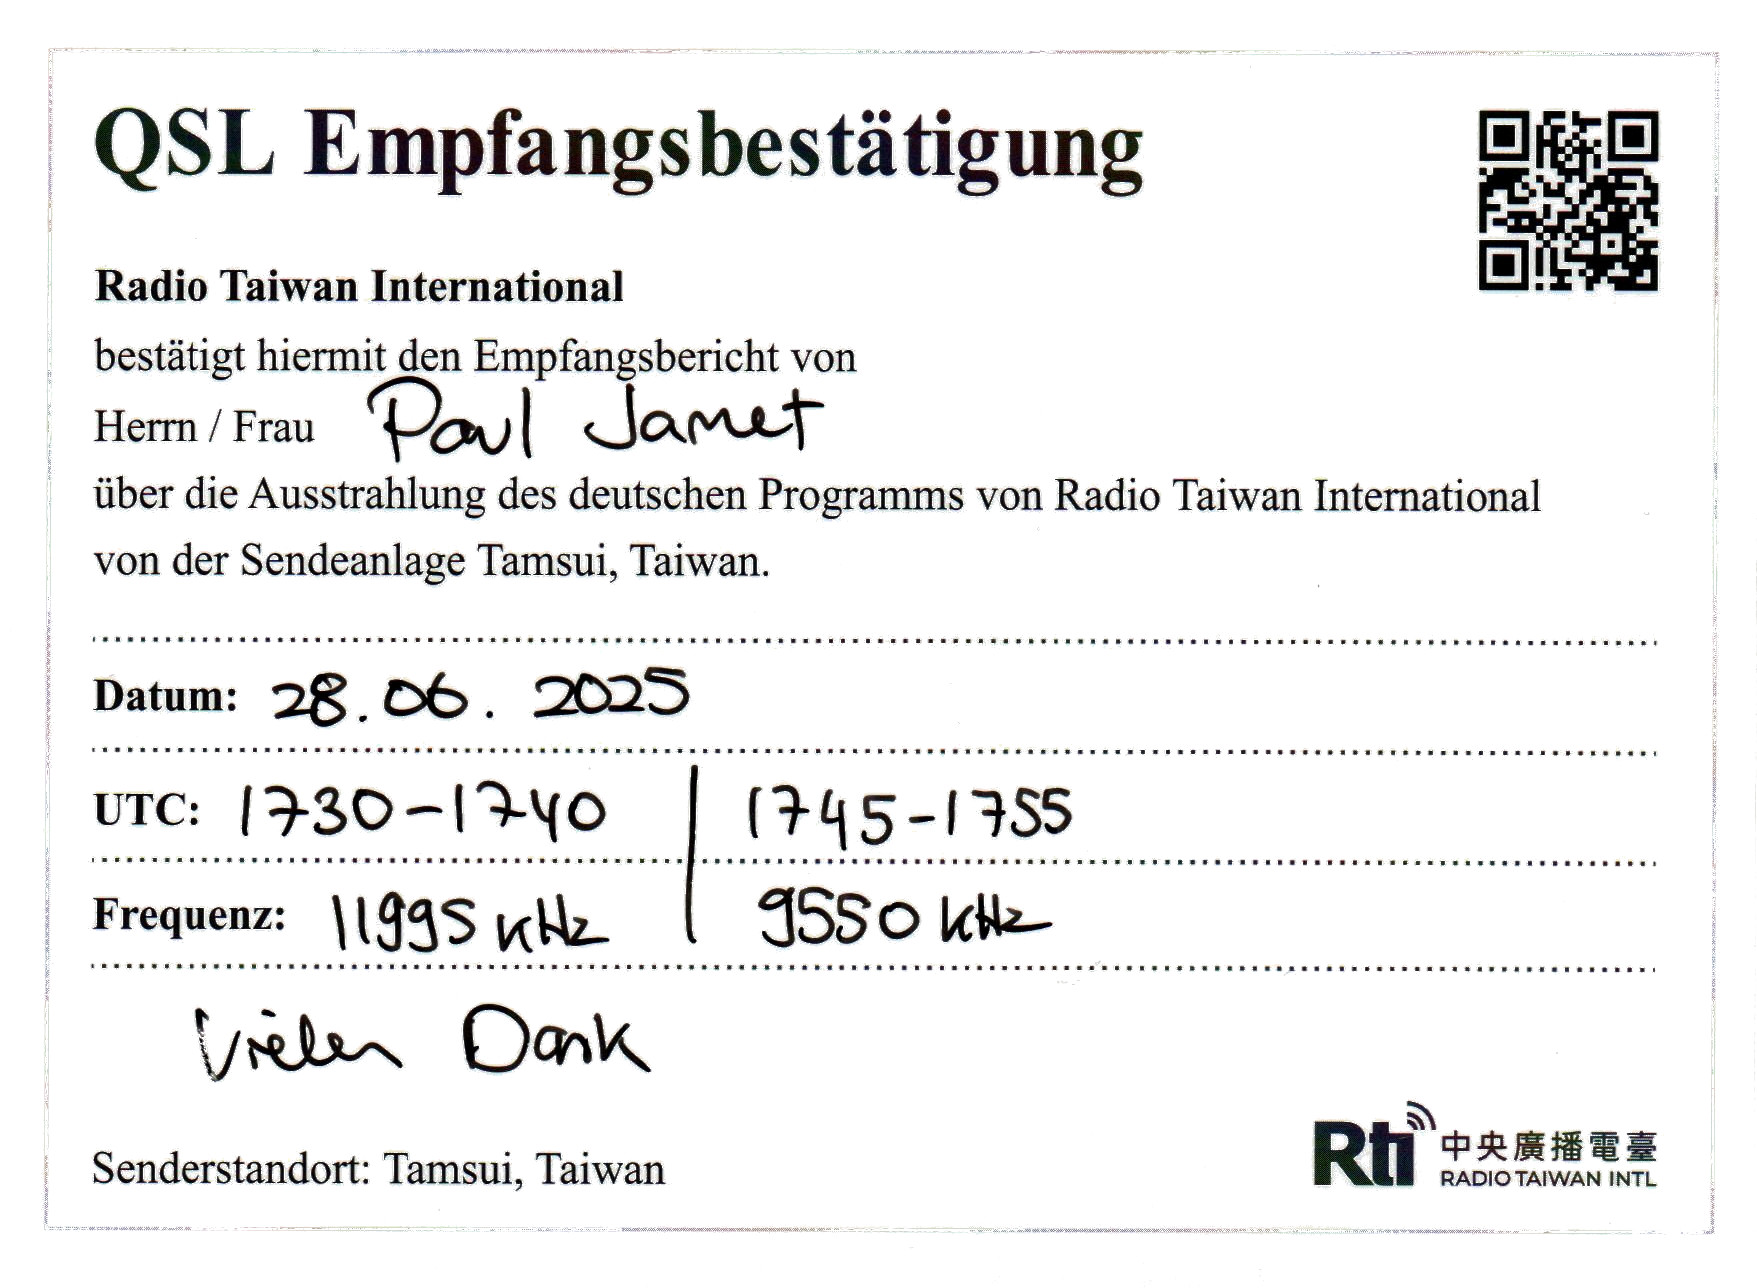 QSL Empfangsbestätigung
Radio Taiwan International
bestätigt hiermit den Empfangsbericht von
Herrn / Frau Paul Jamet
über die Ausstrahlung des deutschen Programms von Radio Taiwan International
von der Sendeanlage Tamsui, Taiwan.
Datum: 28.06.2025
UTC: 1730-1740 | 1745-1755
Frequenz: 11995 kHz | 9550 kHz
Vielen Dank
Senderstandort: Tamsui, Taiwan
Rti 中央廣播電臺
RADIO TAIWAN INTL